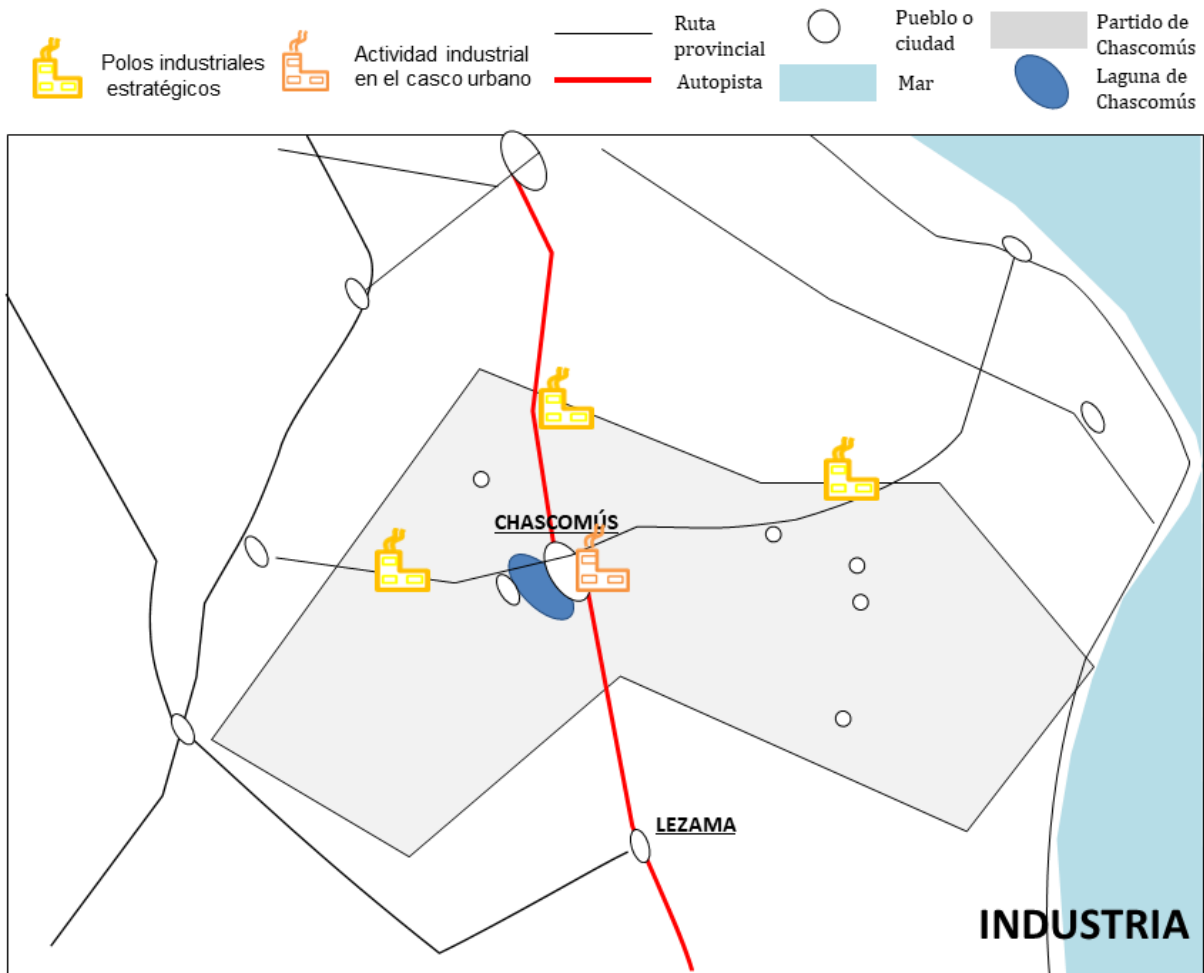 Polos industriales
estratégicos
Actividad industrial
en el casco urbano
Ruta
provincial
Autopista
Pueblo o
ciudad
Mar
Partido de
Chascomús
Laguna de
Chascomús
CHASCOMÚS
LEZAMA
INDUSTRIA